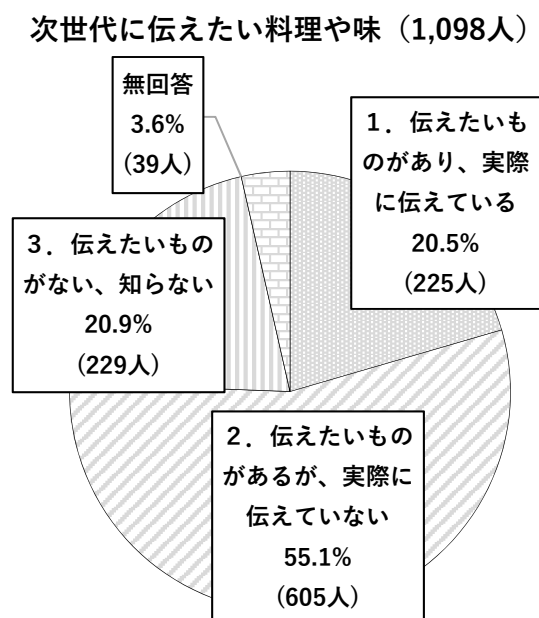 次世代に伝えたい料理や味（1,098人）
無回答
3.6%
(39人)
1．伝えたいも
のがあり、実際
に伝えている
20.5%
(225人)
3．伝えたいもの
がない、知らない
20.9%
(229人)
2．伝えたいもの
があるが、実際に
伝えていない
55.1%
(605人)